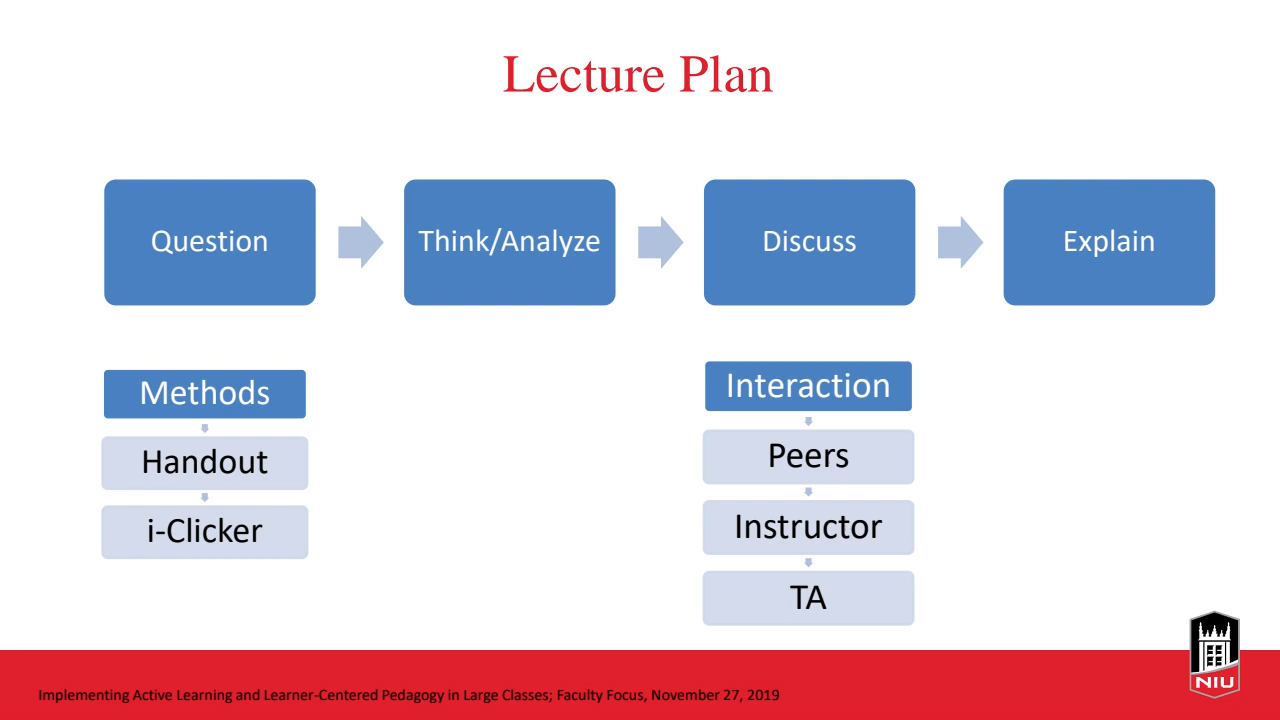 Lecture Plan
Question
Think/Analyze
Discuss
Explain
Methods
Handout
i-Clicker
Interaction
Peers
Instructor
TA
Implementing Active Learning and Learner-Centered Pedagogy in Large Classes; Faculty Focus, November 27, 2019
NIU